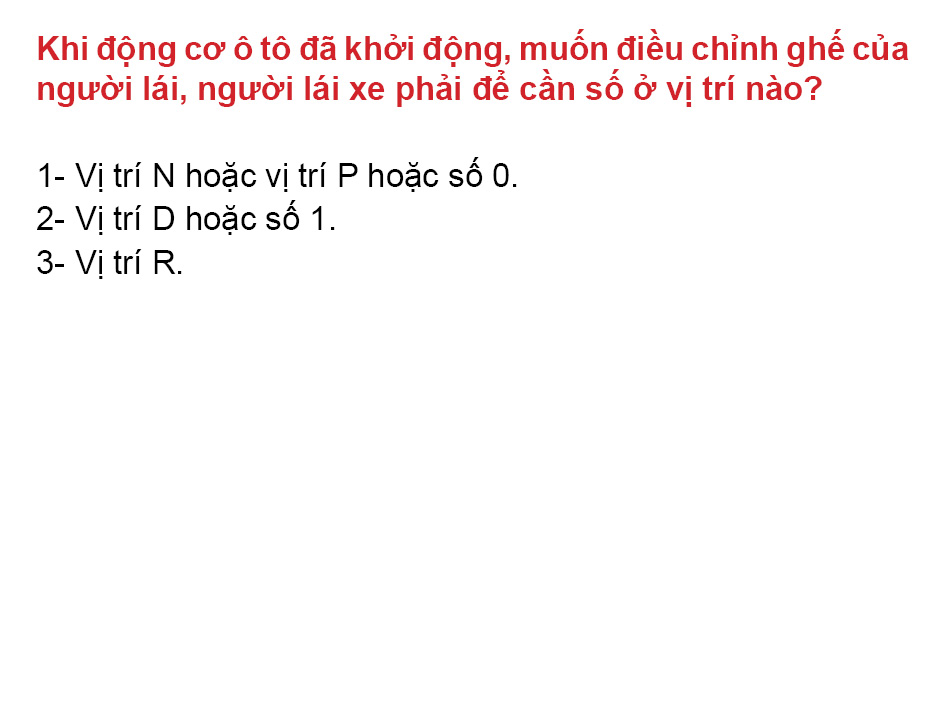 Khi động cơ ô tô đã khởi động, muốn điều chỉnh ghế của
người lái, người lái xe phải để cần số ở vị trí nào?
1- Vị trí N hoặc vị trí P hoặc số 0.
2- Vị trí D hoặc số 1.
3- Vị trí R.